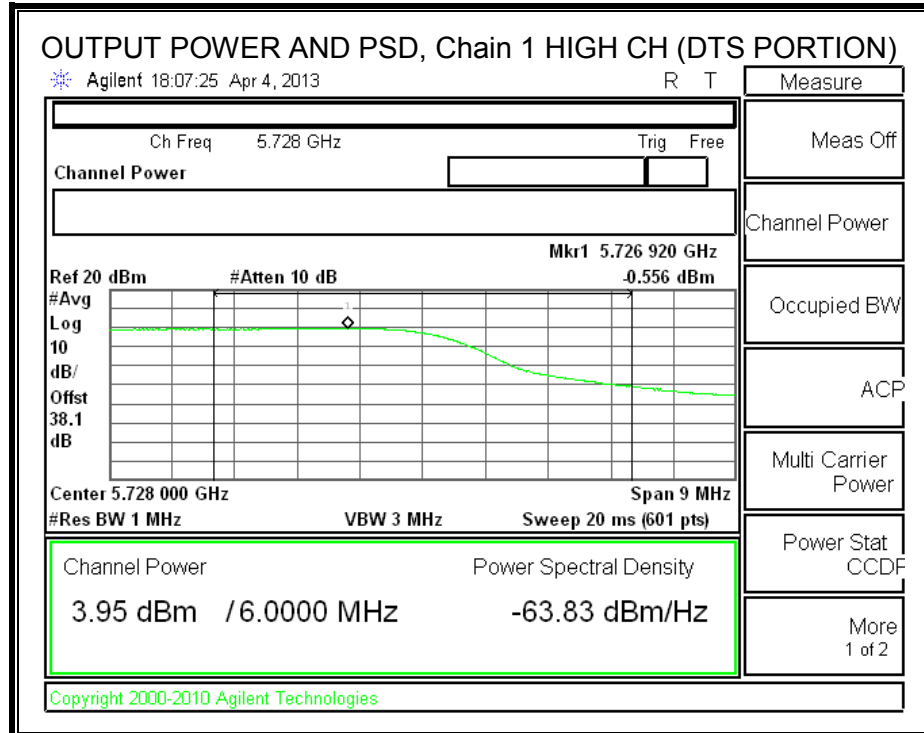 OUTPUT POWER AND PSD, Chain 1 HIGH CH (DTS PORTION)
Agilent 18:07:25 Apr 4, 2013 R T
Measure
Ch Freq 5.728 GHz Trig Free
Channel Power
Mkr1 5.726 920 GHz
Ref 20 dBm #Atten 10 dB -0.556 dBm
#Avg
Log
10
dB/
Offst
38.1
dB
1
Center 5.728 000 GHz Span 9 MHz
#Res BW 1 MHz VBW 3 MHz Sweep 20 ms (601 pts)
Channel Power Power Spectral Density
3.95 dBm / 6.0000 MHz -63.83 dBm/Hz
Meas Off
Channel Power
Occupied BW
ACP
Multi Carrier
Power
Power Stat
CCDF
More
1 of 2
Copyright 2000-2010 Agilent Technologies